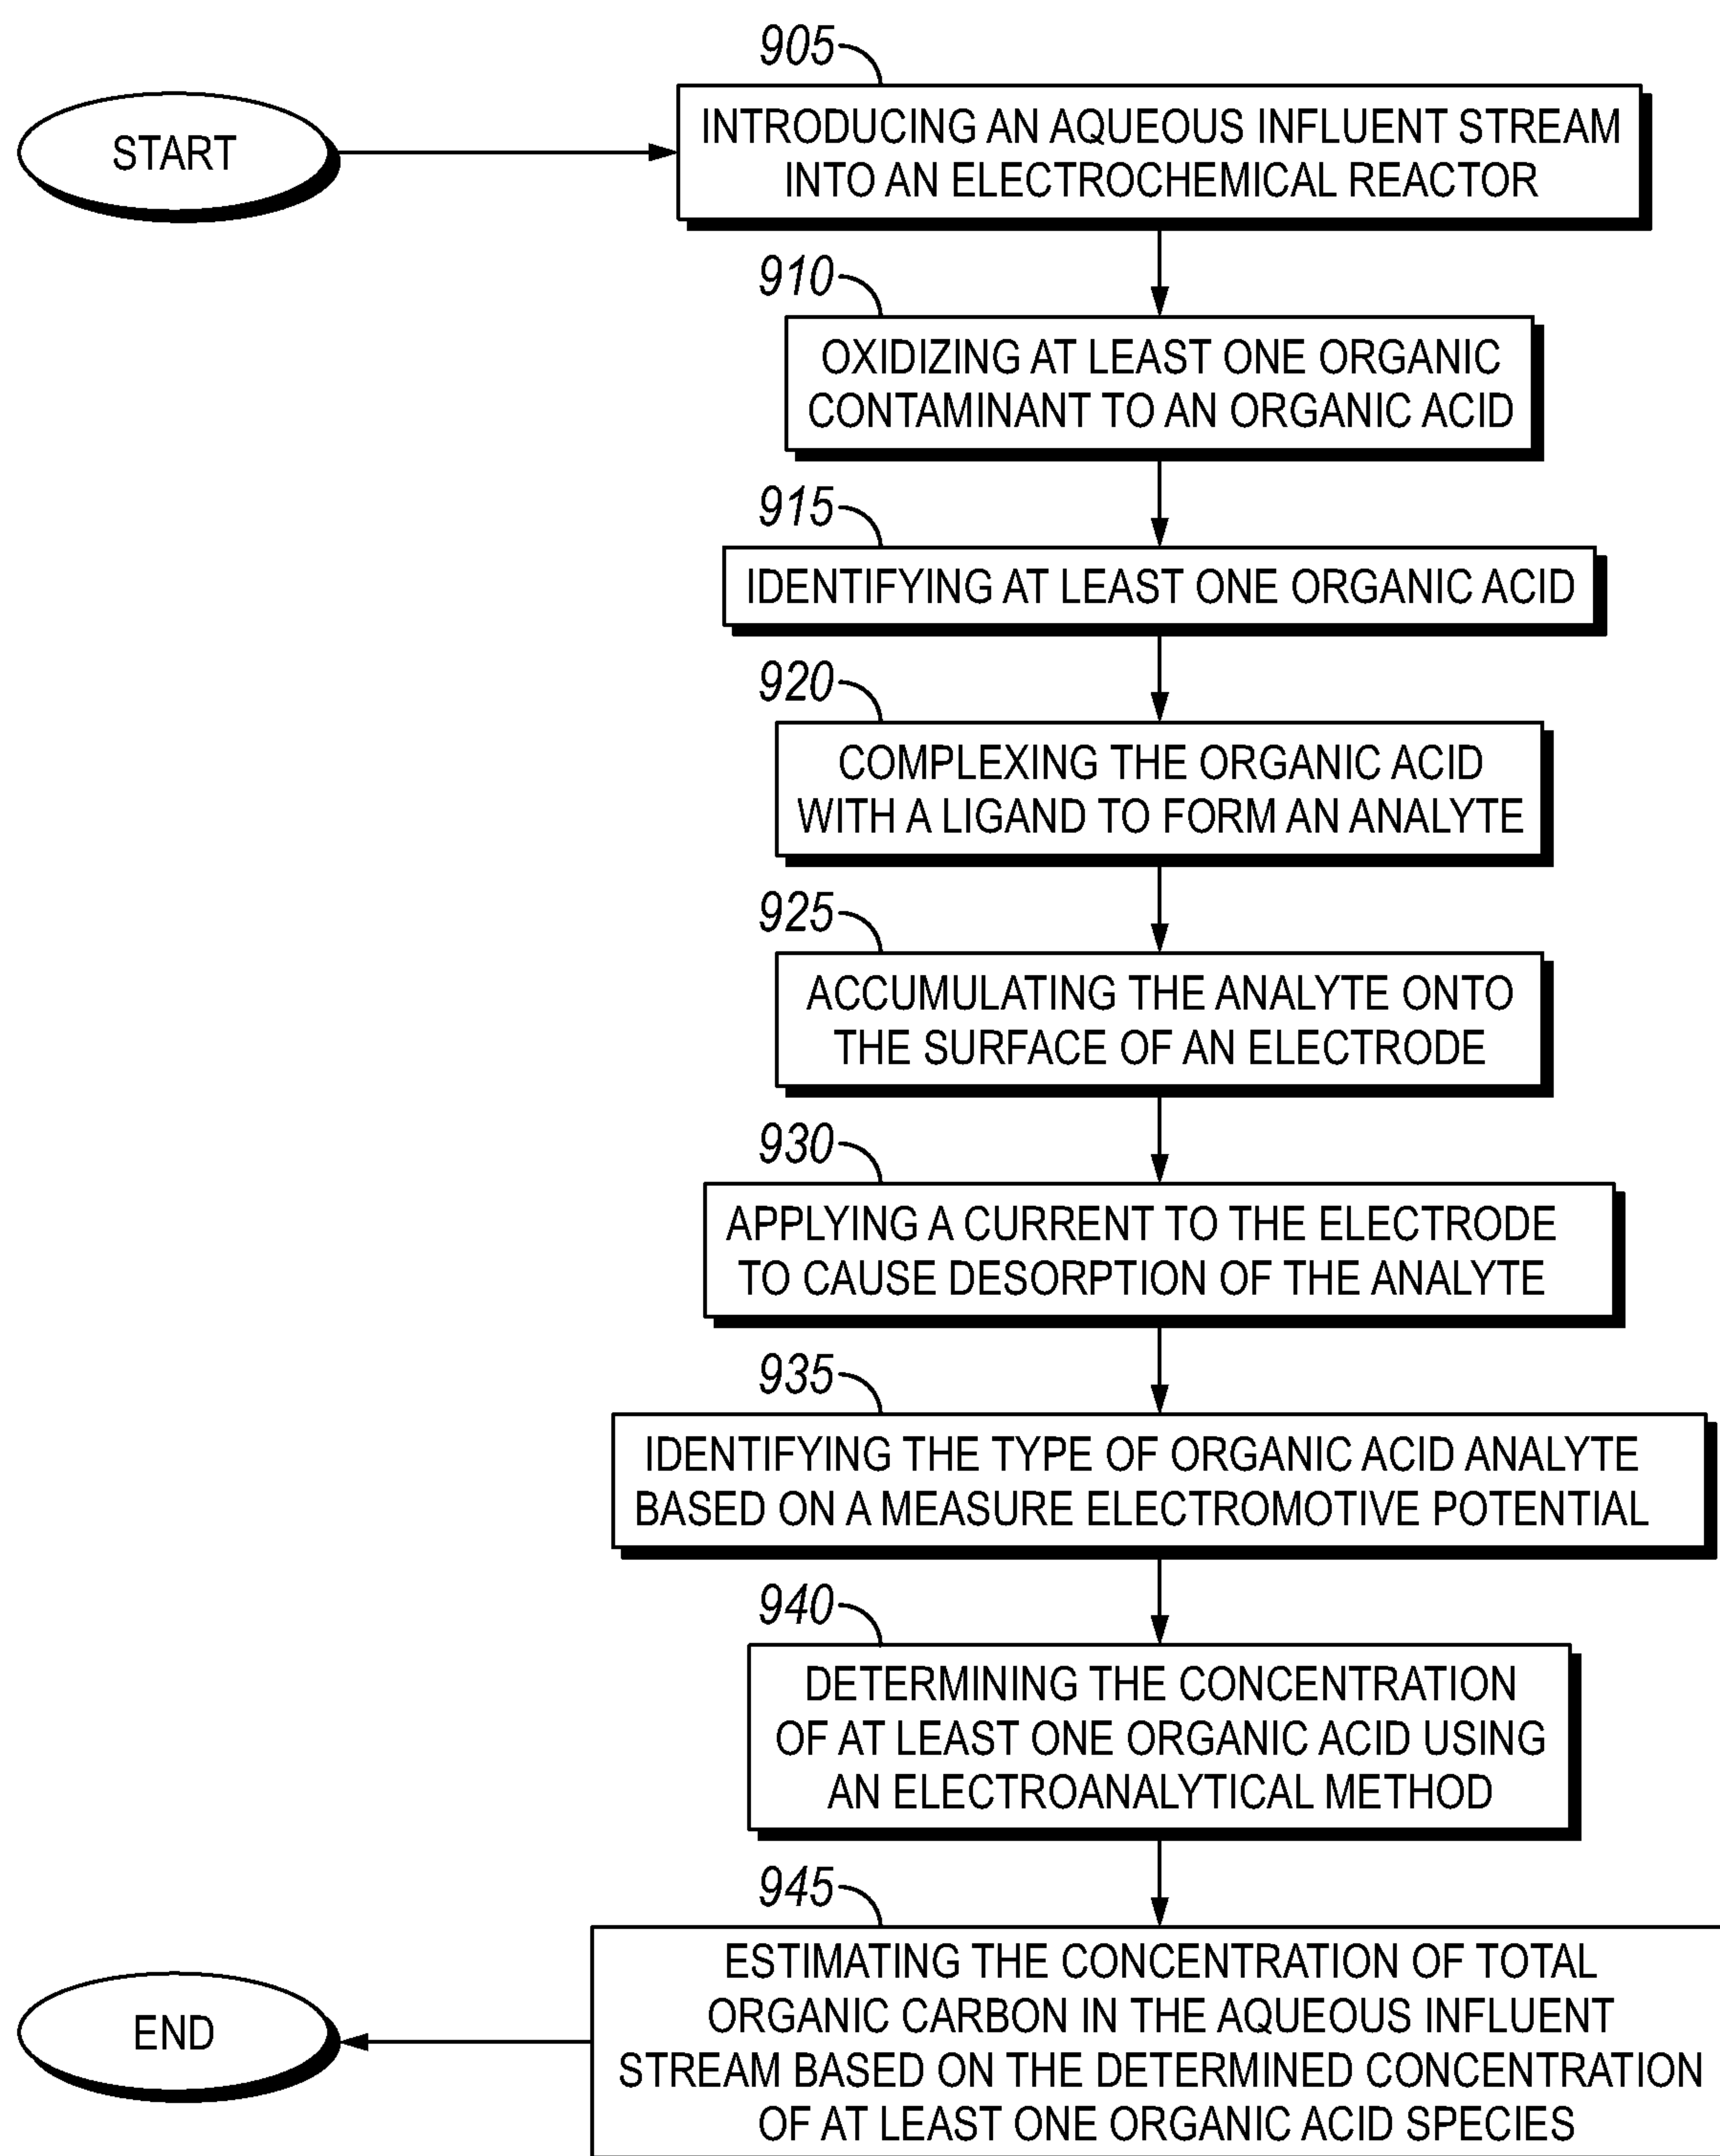 905
START
INTRODUCING AN AQUEOUS INFLUENT STREAM
INTO AN ELECTROCHEMICAL REACTOR
910
OXIDIZING AT LEAST ONE ORGANIC
CONTAMINANT TO AN ORGANIC ACID
915
IDENTIFYING AT LEAST ONE ORGANIC ACID
920
COMPLEXING THE ORGANIC ACID
WITH A LIGAND TO FORM AN ANALYTE
925
ACCUMULATING THE ANALYTE ONTO
THE SURFACE OF AN ELECTRODE
930
APPLYING A CURRENT TO THE ELECTRODE
TO CAUSE DESORPTION OF THE ANALYTE
935
IDENTIFYING THE TYPE OF ORGANIC ACID ANALYTE
BASED ON A MEASURE ELECTROMOTIVE POTENTIAL
940
DETERMINING THE CONCENTRATION
OF AT LEAST ONE ORGANIC ACID USING
AN ELECTROANALYTICAL METHOD
945
ESTIMATING THE CONCENTRATION OF TOTAL
ORGANIC CARBON IN THE AQUEOUS INFLUENT
STREAM BASED ON THE DETERMINED CONCENTRATION
OF AT LEAST ONE ORGANIC ACID SPECIES
END